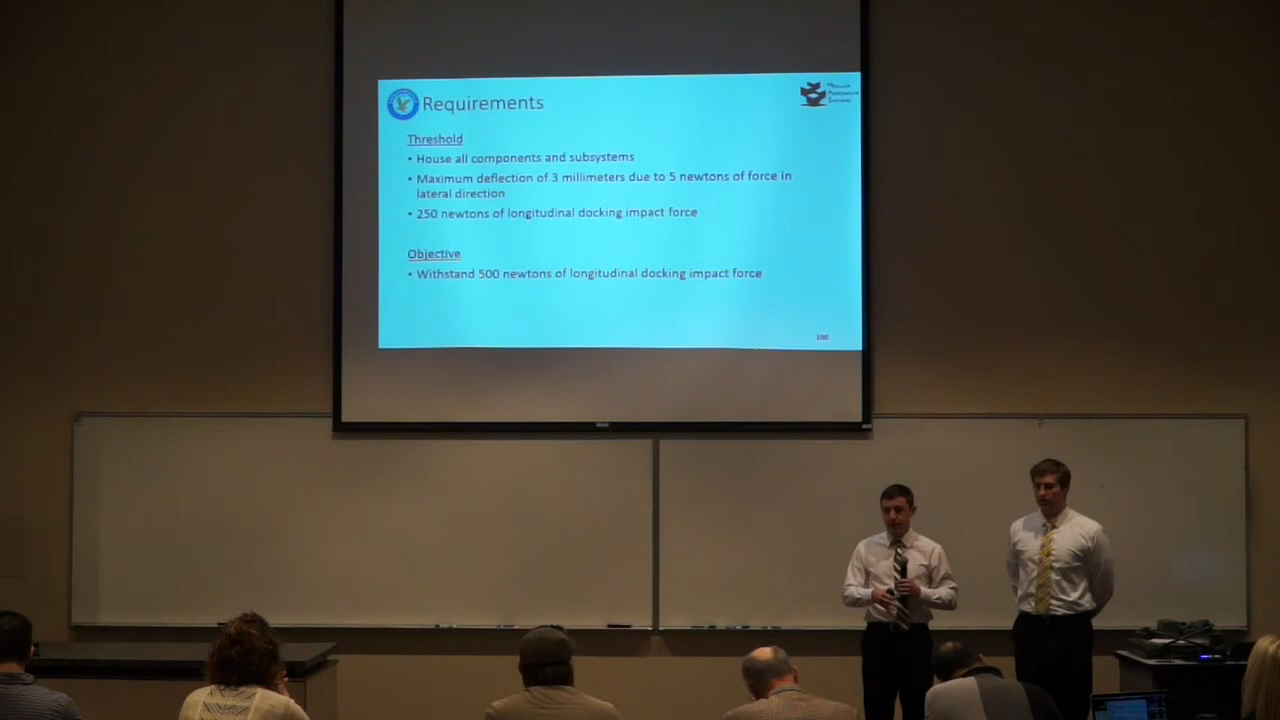 Requirements
Threshold
• House all components and subsystems
• Maximum deflection of 3 millimeters due to 5 newtons of force in
lateral direction
• 250 newtons of longitudinal docking impact force
Objective
• Withstand 500 newtons of longitudinal docking impact force
100